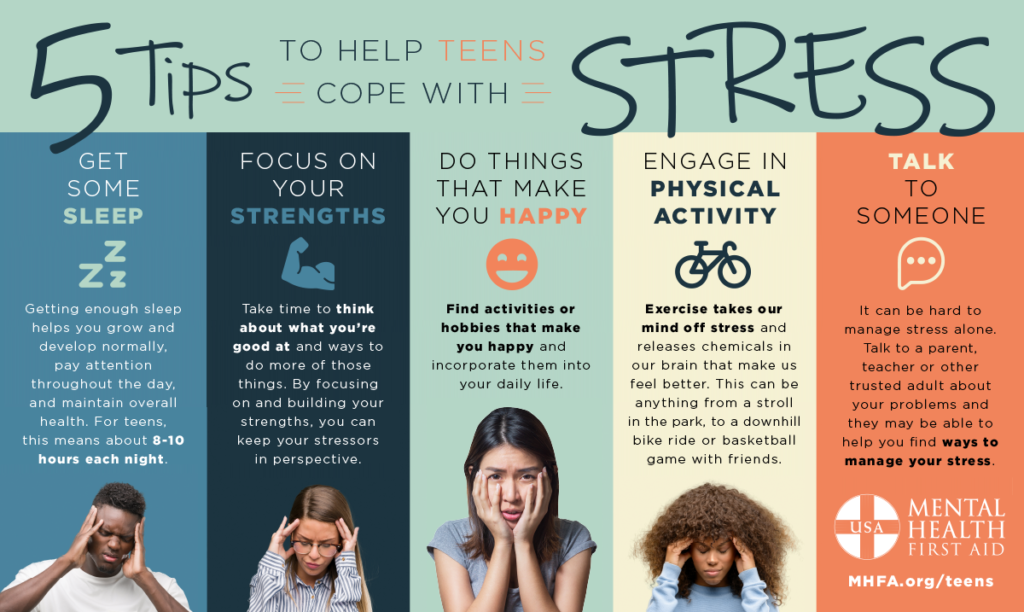 5 Tips
TO HELP TEENS
COPE WITH
STRESS
GET
SOME
SLEEP
Z Z Z
Getting enough sleep
helps you grow and
develop normally,
pay attention
throughout the day,
and maintain overall
health. For teens,
this means about 8-10
hours each night.
FOCUS ON
YOUR
STRENGTHS
Take time to think
about what you're
good at and ways to
do more of those
things. By focusing
on and building your
strengths, you can
keep your stressors
in perspective.
DO THINGS
THAT MAKE
YOU HAPPY
Find activities or
hobbies that make
you happy and
incorporate them into
your daily life.
ENGAGE IN
PHYSICAL
ACTIVITY
Exercise takes our
mind off stress and
releases chemicals in
our brain that make us
feel better. This can be
anything from a stroll
in the park, to a downhill
bike ride or basketball
game with friends.
TALK
TO
SOMEONE
It can be hard to
manage stress alone.
Talk to a parent,
teacher or other
trusted adult about
your problems and
they may be able to
help you find ways to
manage your stress.
USA
MENTAL
HEALTH
FIRST AID
MHFA.org/teens